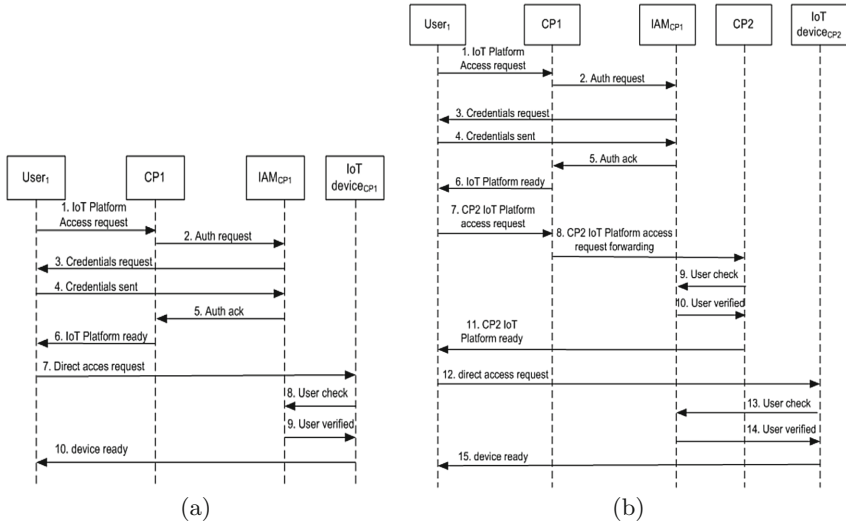 User1
CP1
IAMCP1
IoT
deviceCP1
1. IoT Platform
Access request
2. Auth request
3. Credentials request
4. Credentials sent
5. Auth ack
6. IoT Platform ready
7. Direct acces request
8. User check
9. User verified
10. device ready
(a)
User1
CP1
IAMCP1
CP2
IoT
deviceCP2
1. IoT Platform
Access request
2. Auth request
3. Credentials request
4. Credentials sent
5. Auth ack
6. IoT Platform ready
7. CP2 IoT Platform
access request
8. CP2 IoT Platform access
request forwarding
9. User check
10. User verified
11. CP2 IoT
Platform ready
12. direct access request
13. User check
14. User verified
15. device ready
(b)